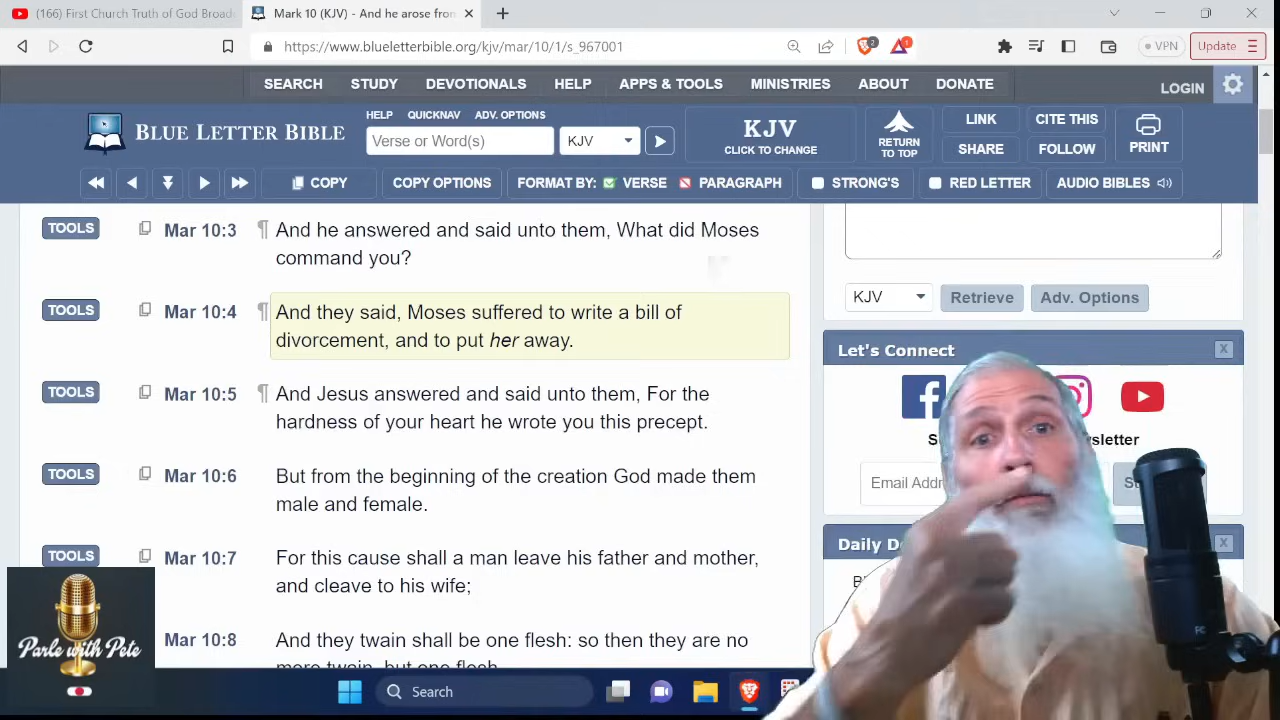 (166) First Church Truth of God Broad
Mark 10 (KJV) - And he arose from
https://www.blueletterbible.org/kjv/mar/10/1/s_967001
2
1
VPN
Update
SEARCH STUDY DEVOTIONALS HELP APPS & TOOLS MINISTRIES ABOUT DONATE
LOGIN
BLUE LETTER BIBLE
HELP QUICKNAV ADV. OPTIONS
Verse or Word(s)
KJV
KJV
CLICK TO CHANGE
RETURN
TO TOP
LINK
CITE THIS
SHARE
FOLLOW
PRINT
COPY
COPY OPTIONS
FORMAT BY: VERSE PARAGRAPH
STRONG'S
RED LETTER
AUDIO BIBLES
TOOLS Mar 10:3 ¶ And he answered and said unto them, What did Moses
command you?
TOOLS Mar 10:4 ¶ And they said, Moses suffered to write a bill of
divorcement, and to put her away.
TOOLS Mar 10:5 ¶ And Jesus answered and said unto them, For the
hardness of your heart he wrote you this precept.
TOOLS Mar 10:6 But from the beginning of the creation God made them
male and female.
TOOLS Mar 10:7 For this cause shall a man leave his father and mother,
and cleave to his wife;
Mar 10:8 And they twain shall be one flesh: so then they are no
more twain, but one flesh.
KJV
Retrieve
Adv. Options
Let's Connect
x
Email Addr
Daily D
x
Parle with Pete
Search